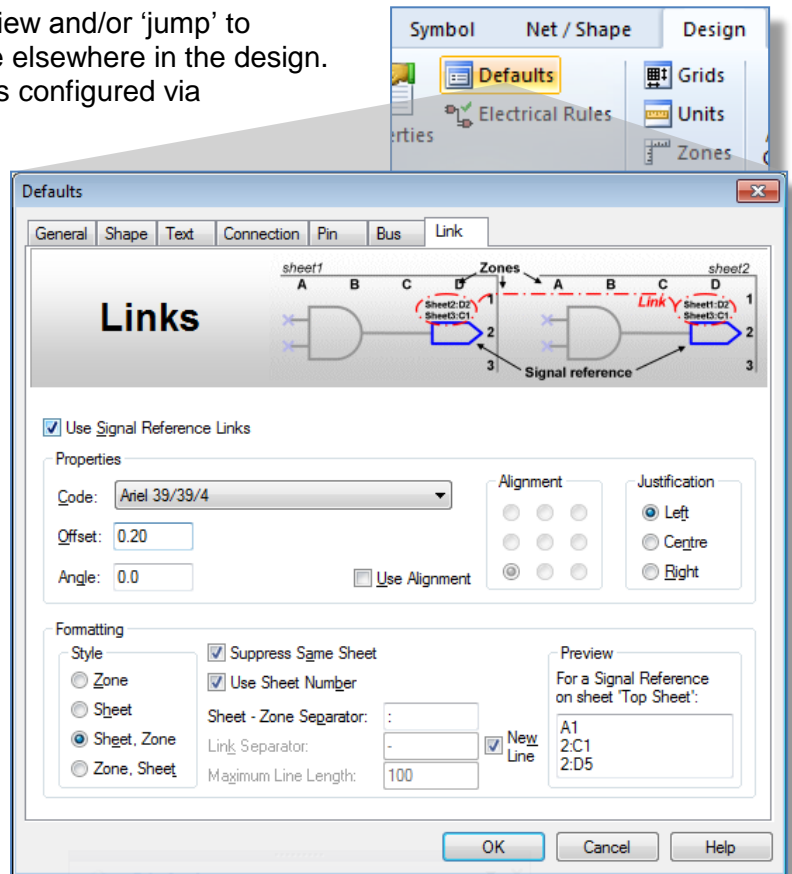 iew and/or ‘jump’ to
e elsewhere in the design.
s configured via
Symbol Net / Shape Design
Defaults Grids
Electrical Rules Units
erties Zones
Defaults
General Shape Text Connection Pin Bus Link
Links
sheet1 Zones sheet2
A B C D A B C D
Sheet2:D2 1 Link Sheet1:D2 1
Sheet3:C1 Sheet3:C1
2 2
3 Signal reference 3
Use Signal Reference Links
Properties
Code: Ariel 39/39/4 Alignment Justification
Offset: 0.20 Left
Centre
Angle: 0.0 Use Alignment Right
Formatting
Style Suppress Same Sheet Preview
Zone Use Sheet Number For a Signal Reference
on sheet 'Top Sheet':
Sheet Sheet - Zone Separator: :
Sheet, Zone Link Separator: - New Line
Zone, Sheet Maximum Line Length: 100
A1
2:C1
2:D5
OK Cancel Help